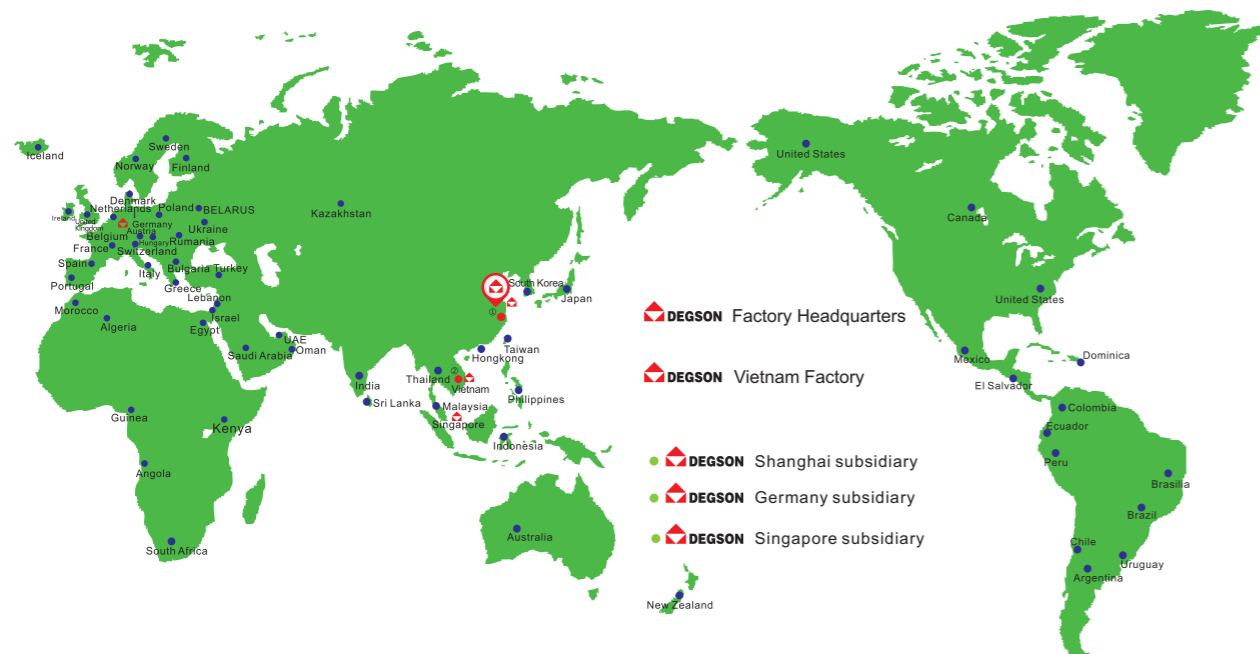 Iceland
Sweden
Norway
Finland
Denmark
Netherlands
Poland
BELARUS
Ireland
United
Kingdom
Germany
Ukraine
Belgium
Austria
Hungary
Rumania
France
Switzerland
Spain
Italy
Bulgaria
Turkey
Portugal
Greece
Morocco
Lebanon
Algeria
Israel
Egypt
UAE
Saudi Arabia
Oman
Guinea
Kenya
Angola
South Africa
Kazakhstan
South Korea
Japan
①
Taiwan
Hongkong
②
Thailand
Vietnam
India
Sri Lanka
Malaysia
Philippines
Singapore
Indonesia
Australia
New Zealand
DEGSON Factory Headquarters
DEGSON Vietnam Factory
DEGSON Shanghai subsidiary
DEGSON Germany subsidiary
DEGSON Singapore subsidiary
United States
Canada
United States
Mexico
Dominica
El Salvador
Colombia
Ecuador
Peru
Brasilia
Brazil
Chile
Uruguay
Argentina